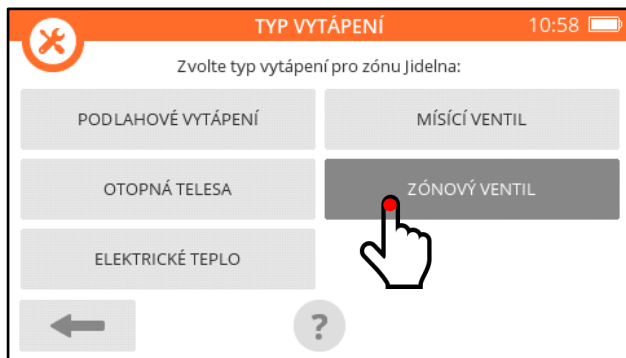 TYP VYTÁPENÍ
10:58
Zvolte typ vytápení pro zónu Jidelna:
PODLAHOVÉ VYTÁPENÍ
MÍSÍCÍ VENTIL
OTOPNÁ TELESA
ZÓNOVÝ VENTIL
ELEKTRICKÉ TEPLO
?